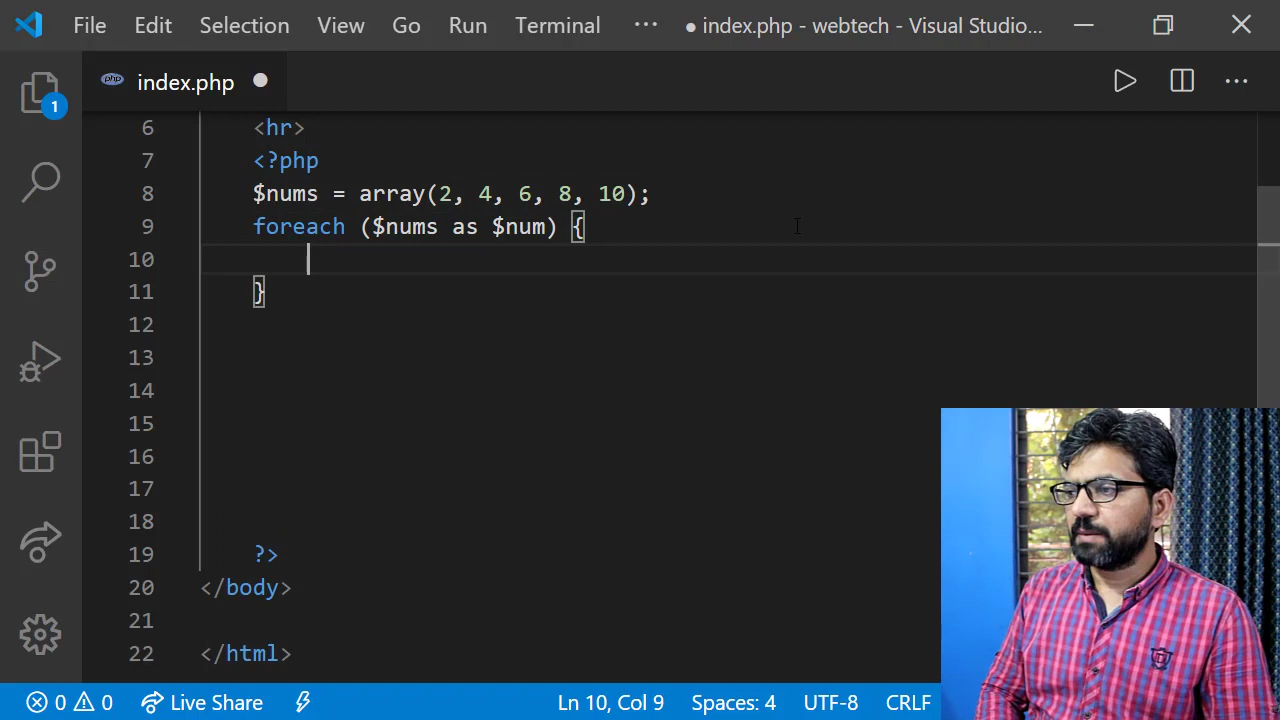 File Edit Selection View Go Run Terminal ··· ● index.php - webtech - Visual Studio...
php index.php
6 <hr>
7 <?php
8 $nums = array(2, 4, 6, 8, 10);
9 foreach ($nums as $num) {
10
11 }
12
13
14
15
16
17
18
19 ?>
20 </body>
21
22 </html>
1
0 0 Live Share Ln 10, Col 9 Spaces: 4 UTF-8 CRLF